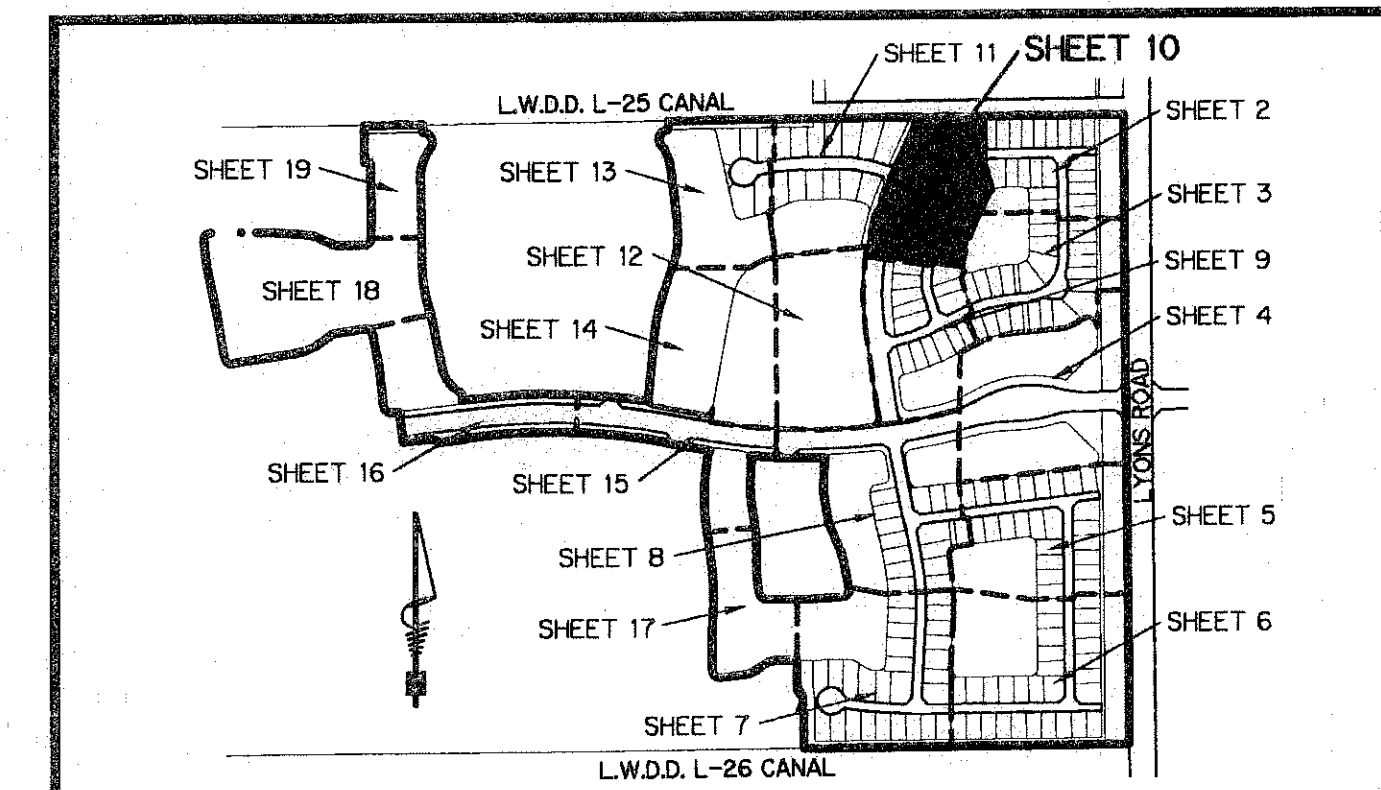 SHEET 11
SHEET 10
L.W.D.D. L-25 CANAL
SHEET 2
SHEET 19
SHEET 13
SHEET 3
SHEET 12
SHEET 9
SHEET 18
SHEET 14
SHEET 4
LYONS ROAD
SHEET 16
SHEET 15
SHEET 5
SHEET 8
SHEET 17
SHEET 6
SHEET 7
L.W.D.D. L-26 CANAL